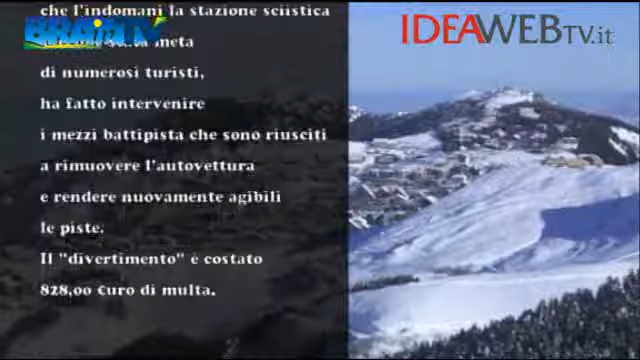 che l'indomani la stazione sciistica
BRAinTV
IDEAWEBTV.it
meta
di numerosi turisti,
ha fatto intervenire
i mezzi battipista che sono riusciti
a rimuovere l'autovettura
e rendere nuovamente agibili
le piste.
Il "divertimento" è costato
828,00 €uro di multa.